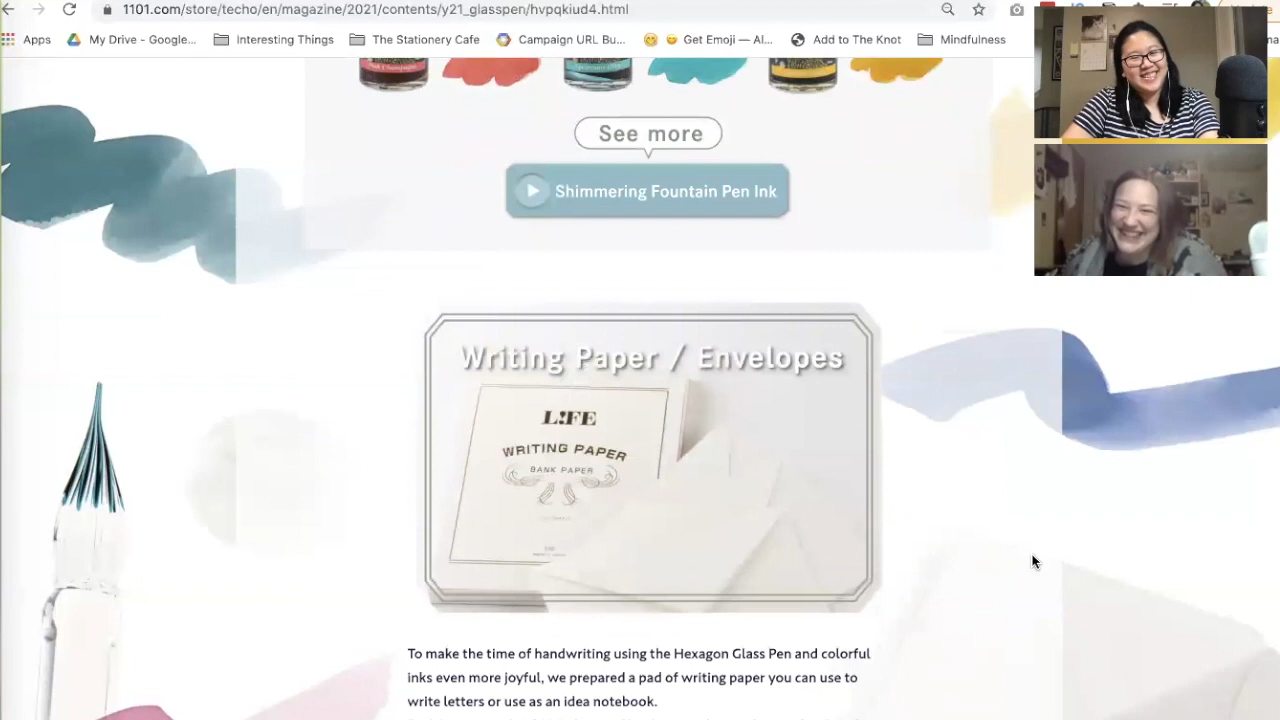 1101.com/store/techo/en/magazine/2021/contents/y21_glasspen/hvpqkiud4.html
Apps
My Drive - Google...
Interesting Things
The Stationery Cafe
Campaign URL Bu...
Get Emoji — Al...
Add to The Knot
Mindfulness
See more
Shimmering Fountain Pen Ink
Writing Paper / Envelopes
L!FE
WRITING PAPER
BANK PAPER
To make the time of handwriting using the Hexagon Glass Pen and colorful
inks even more joyful, we prepared a pad of writing paper you can use to
write letters or use as an idea notebook.